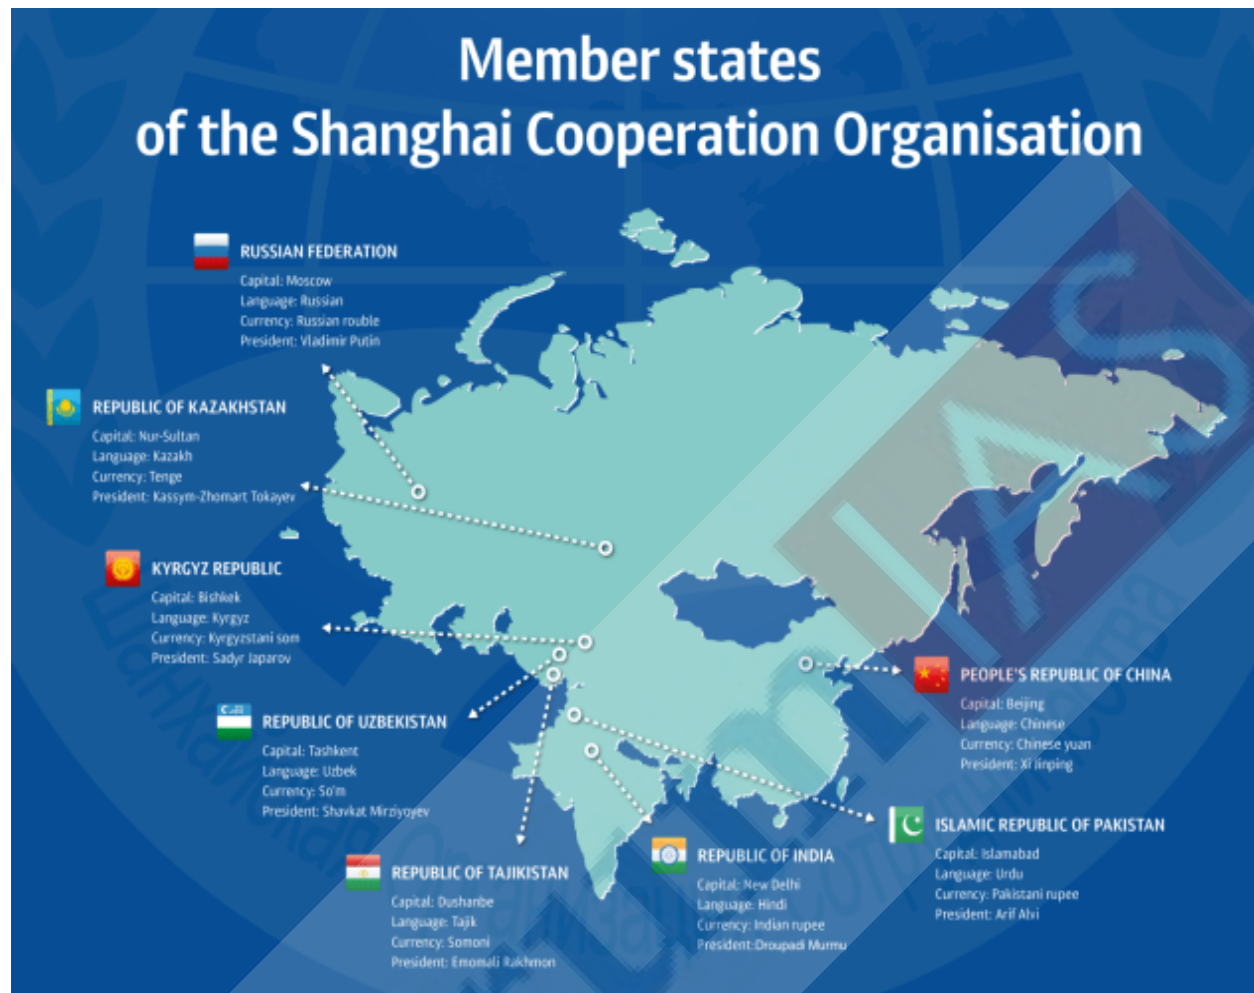 Member states
of the Shanghai Cooperation Organisation
RUSSIAN FEDERATION
Capital: Moscow
Language: Russian
Currency: Russian rouble
President: Vladimir Putin
REPUBLIC OF KAZAKHSTAN
Capital: Nur-Sultan
Language: Kazakh
Currency: Tenge
President: Kassym-Zhomart Tokayev
KYRGYZ REPUBLIC
Capital: Bishkek
Language: Kyrgyz
Currency: Kyrgyzstani som
President: Sadyr Japarov
REPUBLIC OF UZBEKISTAN
Capital: Tashkent
Language: Uzbek
Currency: So'm
President: Shavkat Mirziyoyev
REPUBLIC OF TAJIKISTAN
Capital: Dushanbe
Language: Tajik
Currency: Somoni
President: Emomali Rakhmon
REPUBLIC OF INDIA
Capital: New Delhi
Language: Hindi
Currency: Indian rupee
President:Droupadi Murmu
PEOPLE'S REPUBLIC OF CHINA
Capital: Beijing
Language: Chinese
Currency: Chinese yuan
President: Xi Jinping
ISLAMIC REPUBLIC OF PAKISTAN
Capital: Islamabad
Language: Urdu
Currency: Pakistani rupee
President: Arif Alvi
IAS